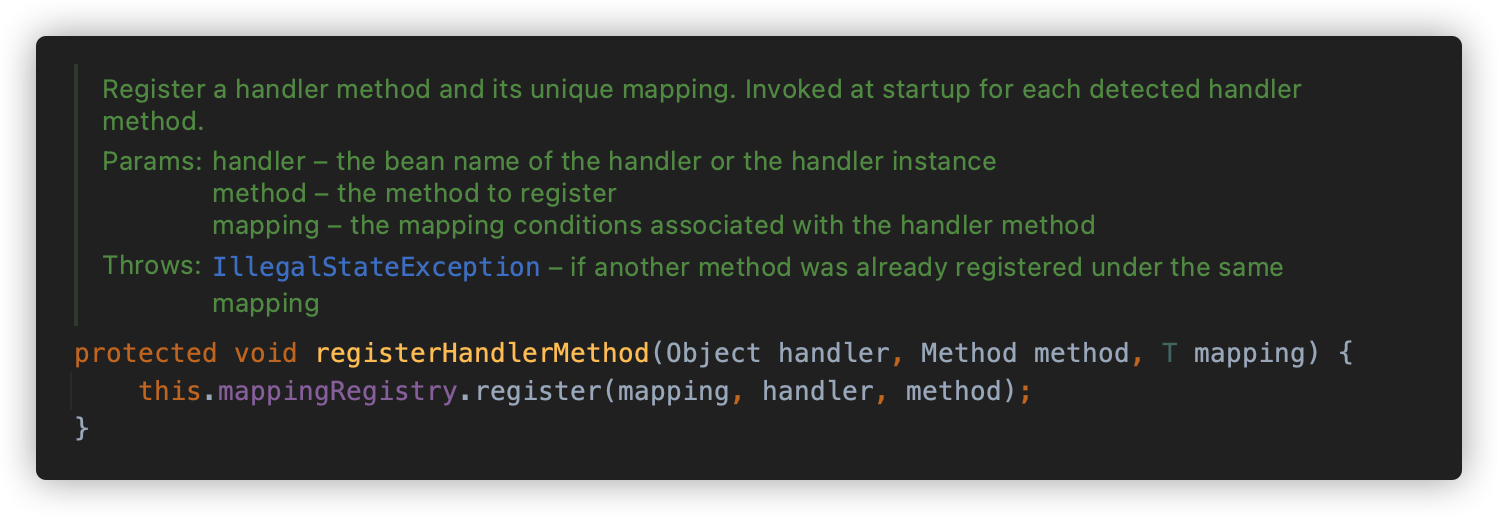 Register a handler method and its unique mapping. Invoked at startup for each detected handler
method.
Params: handler – the bean name of the handler or the handler instance
method – the method to register
mapping – the mapping conditions associated with the handler method
Throws: IllegalStateException – if another method was already registered under the same
mapping
protected void registerHandlerMethod(Object handler, Method method, T mapping) {
    this.mappingRegistry.register(mapping, handler, method);
}